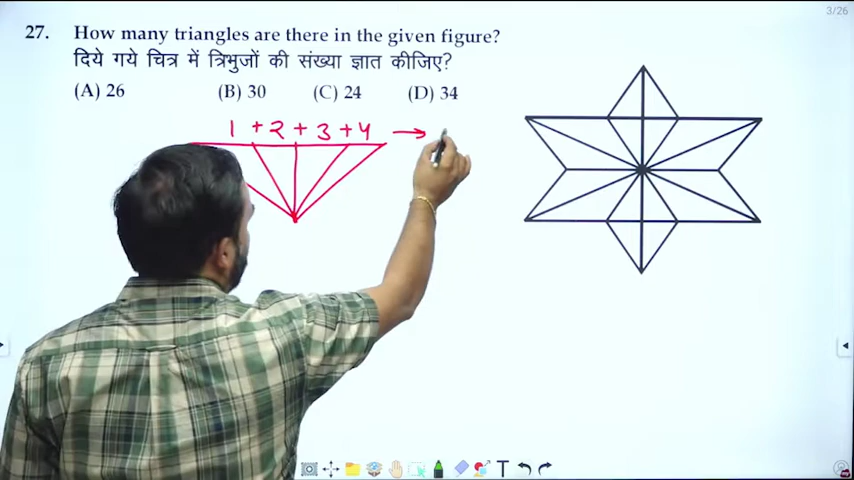 3/26
27. How many triangles are there in the given figure?
दिये गये चित्र में त्रिभुजों की संख्या ज्ञात कीजिए?
(A) 26 (B) 30 (C) 24 (D) 34
1 + 2 + 3 + 4 →
T